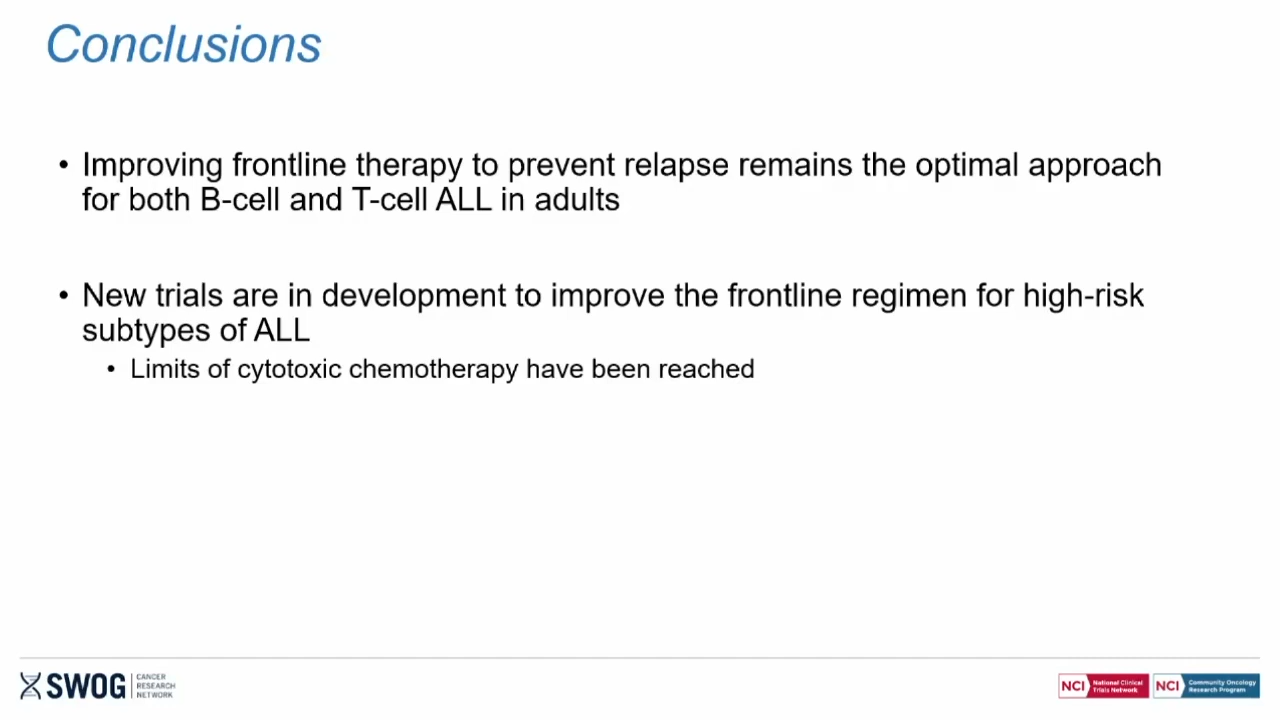 Conclusions
• Improving frontline therapy to prevent relapse remains the optimal approach
for both B-cell and T-cell ALL in adults
• New trials are in development to improve the frontline regimen for high-risk
subtypes of ALL
• Limits of cytotoxic chemotherapy have been reached
SWOG
CANCER
RESEARCH
NETWORK
NCI
National Clinical
Trials Network
NCI
Community Oncology
Research Program